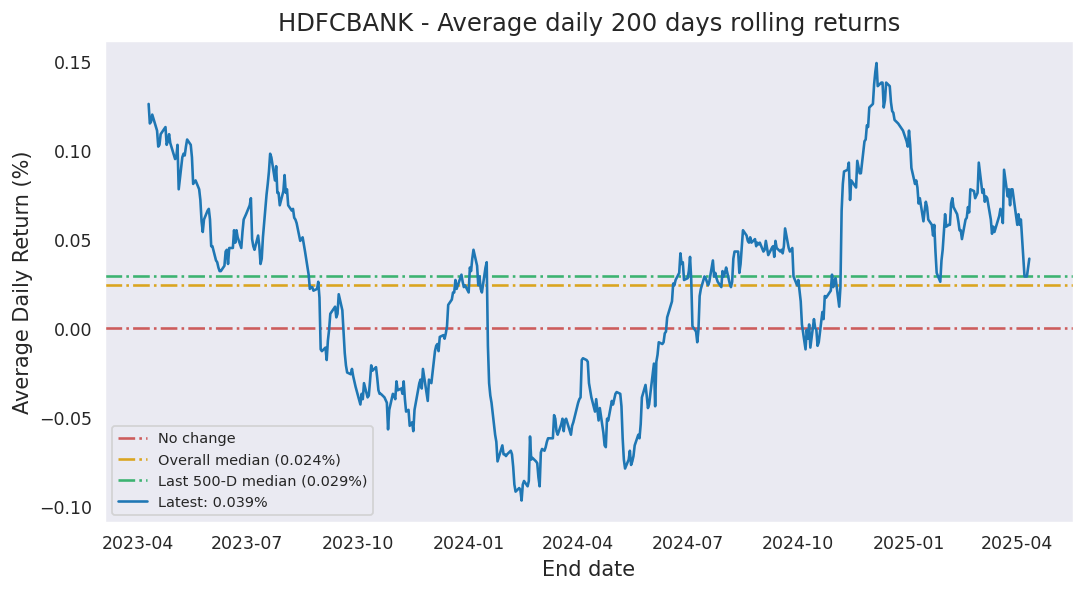 HDFCBANK - Average daily 200 days rolling returns
Average Daily Return (%)
0.15
0.10
0.05
0.00
−0.05
−0.10
No change
Overall median (0.024%)
Last 500-D median (0.029%)
Latest: 0.039%
2023-04 2023-07 2023-10 2024-01 2024-04 2024-07 2024-10 2025-01 2025-04
End date